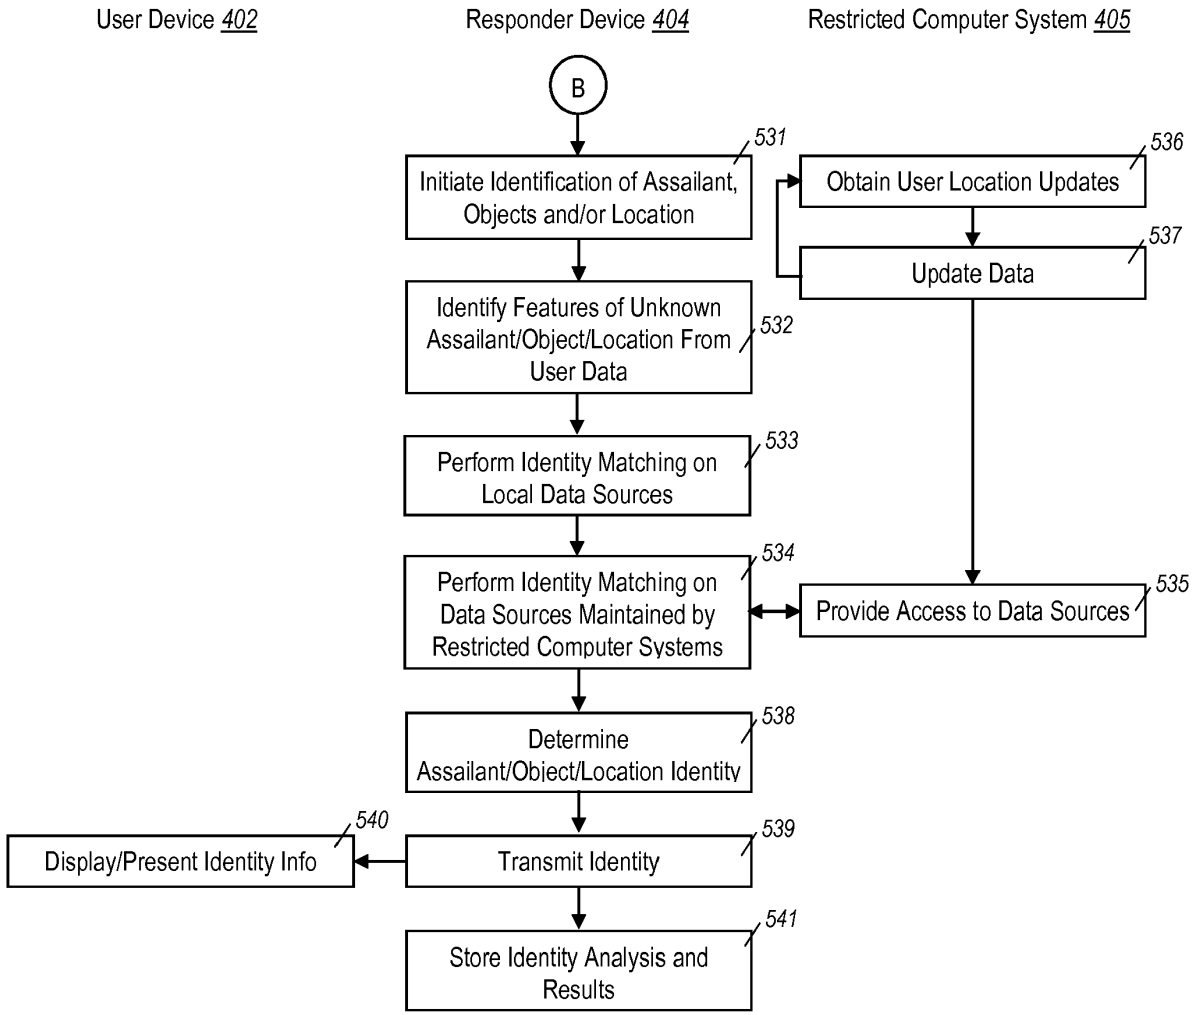 User Device 402
Responder Device 404
Restricted Computer System 405
B
531
Initiate Identification of Assailant,
Objects and/or Location
536
Obtain User Location Updates
537
Update Data
532
Identify Features of Unknown
Assailant/Object/Location From
User Data
533
Perform Identity Matching on
Local Data Sources
534
Perform Identity Matching on
Data Sources Maintained by
Restricted Computer Systems
535
Provide Access to Data Sources
538
Determine
Assailant/Object/Location Identity
540
Display/Present Identity Info
539
Transmit Identity
541
Store Identity Analysis and
Results